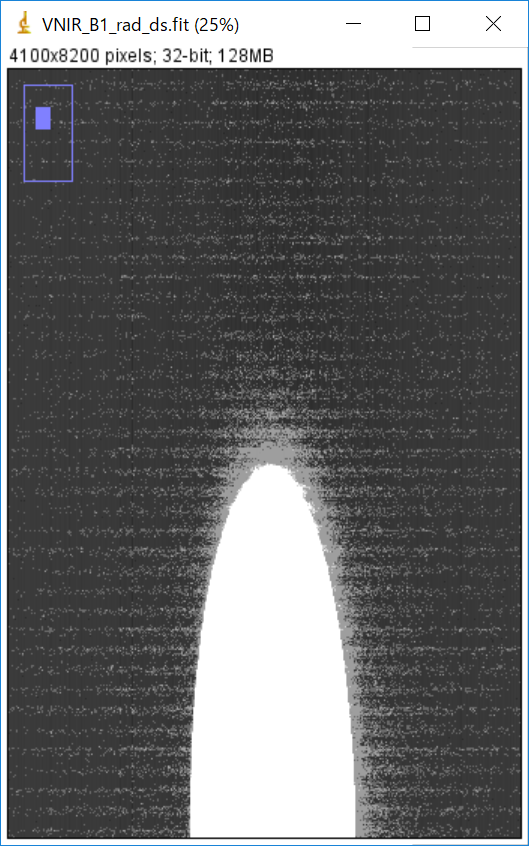 VNIR_B1_rad_ds.fit (25%)
4100x8200 pixels; 32-bit; 128MB